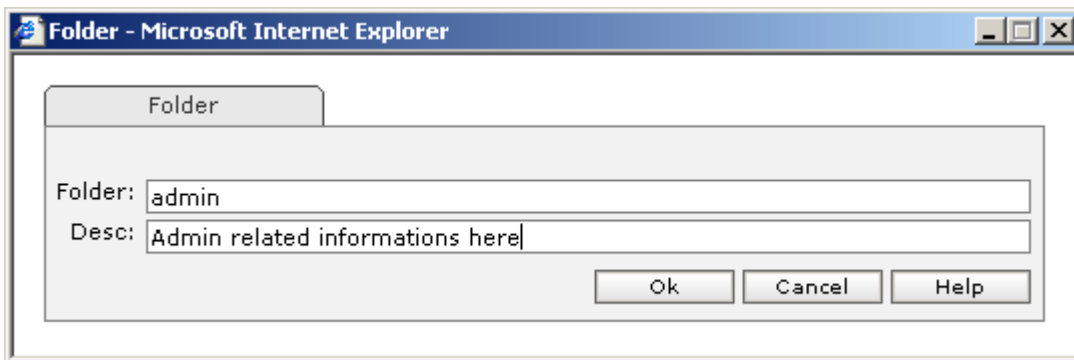 Folder - Microsoft Internet Explorer
Folder
Folder: admin
Desc: Admin related informations here
Ok Cancel Help